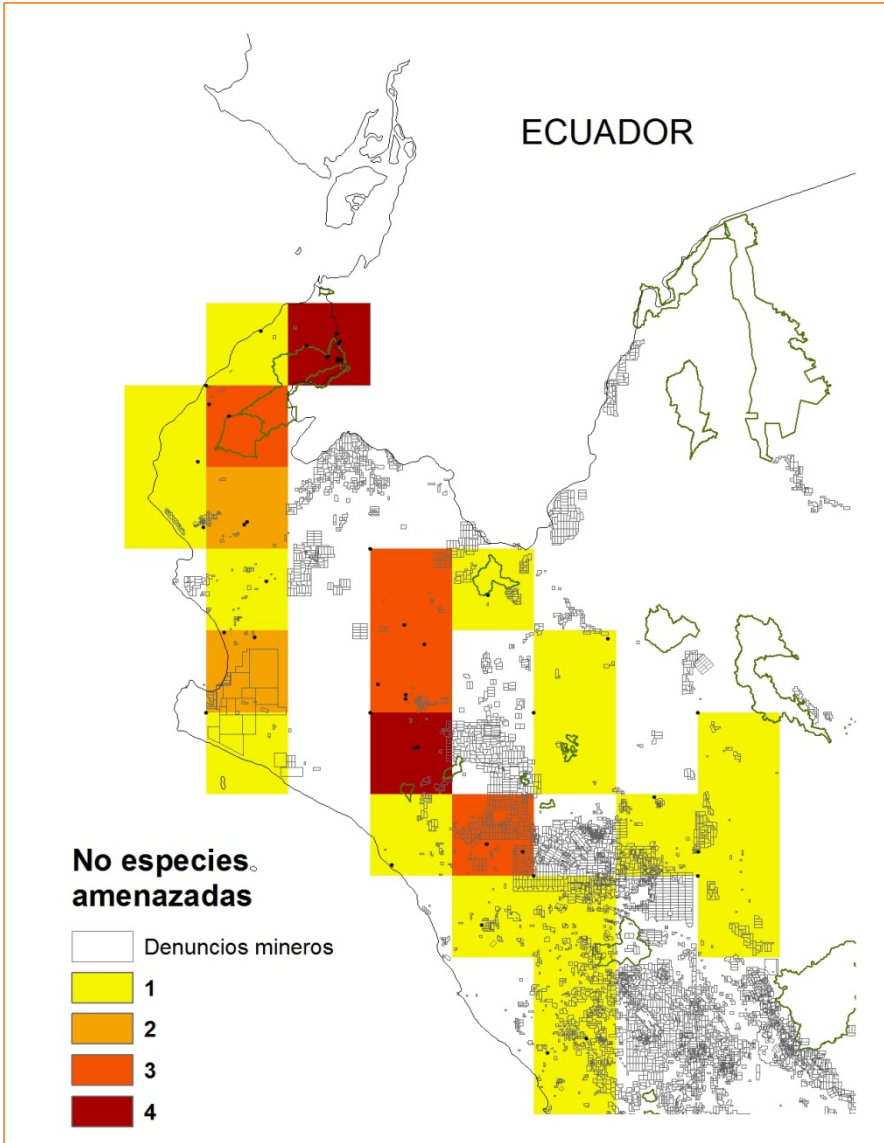 ECUADOR
No especies
amenazadas
Denuncios mineros
1
2
3
4